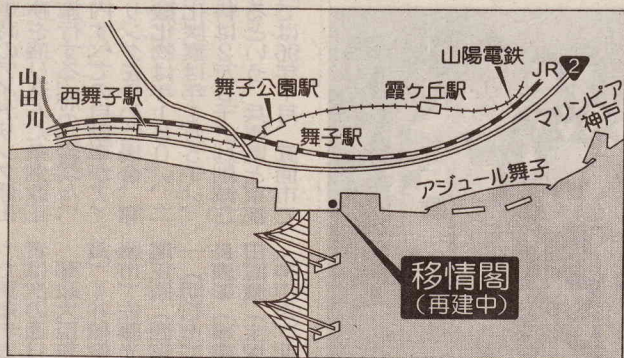 山陽電鉄
JR
2
霞ヶ丘駅
舞子公園駅
山田川
西舞子駅
舞子駅
マリンピア
神戸
アジュール舞子
移情閣
(再建中)